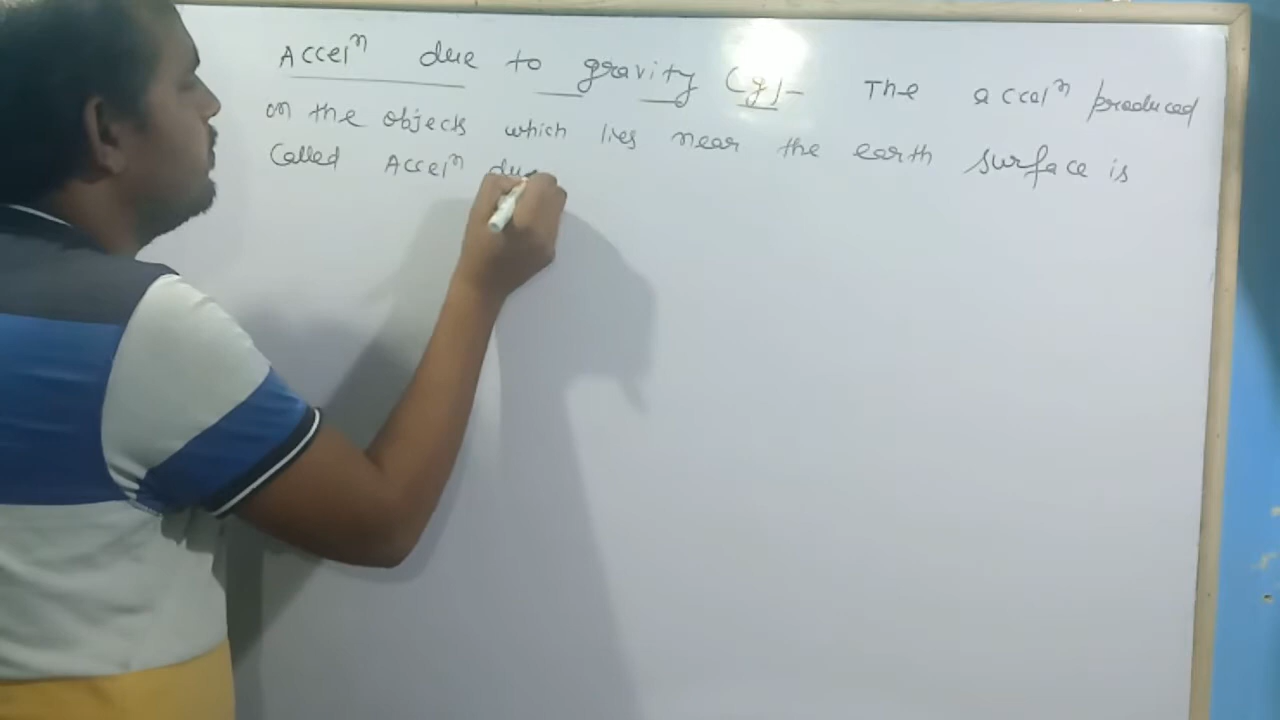 Accelⁿ due to gravity (g)- The accelⁿ produced
on the objects which lies near the earth surface is
Called Accelⁿ due